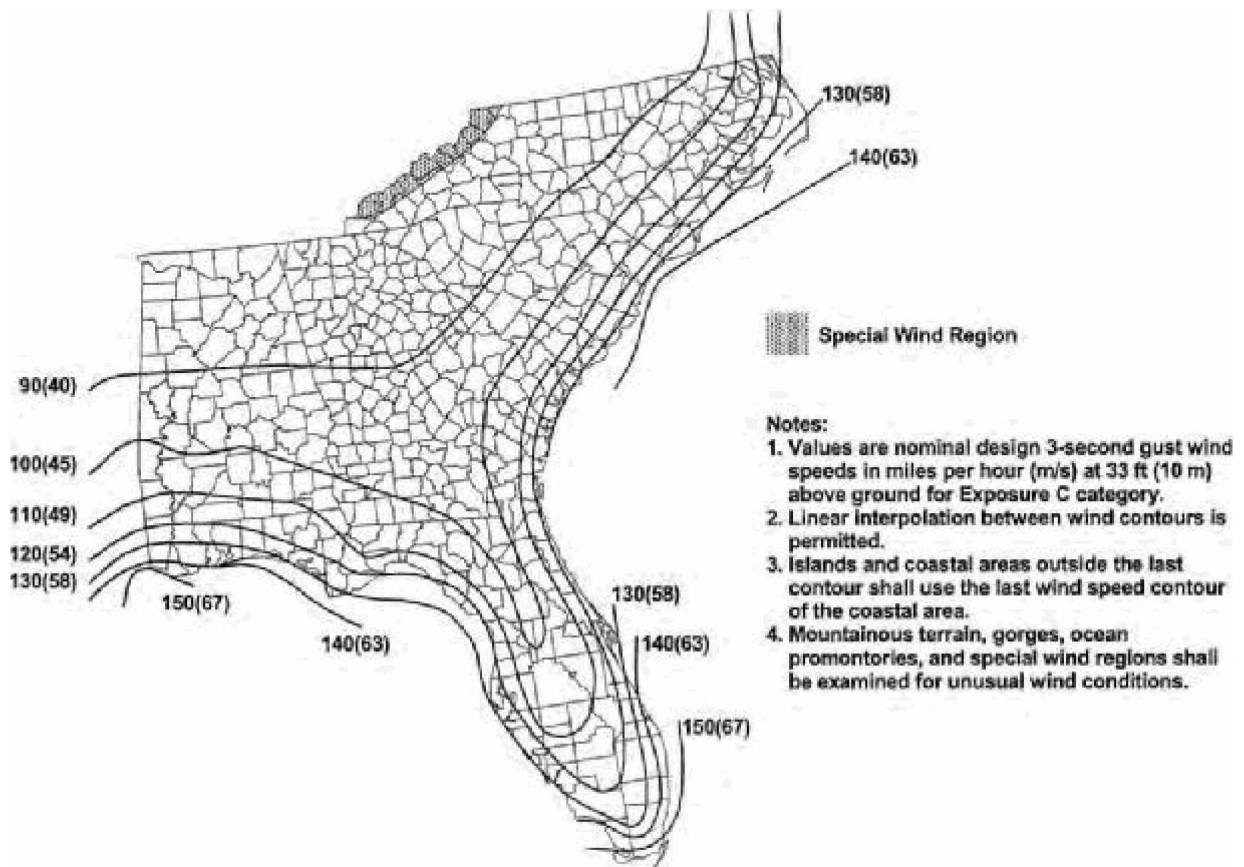 130(58)
140(63)
Special Wind Region
90(40)
Notes:
1. Values are nominal design 3-second gust wind
speeds in miles per hour (m/s) at 33 ft (10 m)
above ground for Exposure C category.
2. Linear interpolation between wind contours is
permitted.
3. Islands and coastal areas outside the last
contour shall use the last wind speed contour
of the coastal area.
4. Mountainous terrain, gorges, ocean
promontories, and special wind regions shall
be examined for unusual wind conditions.
100(45)
110(49)
120(54)
130(58)
150(67)
140(63)
130(58)
140(63)
150(67)